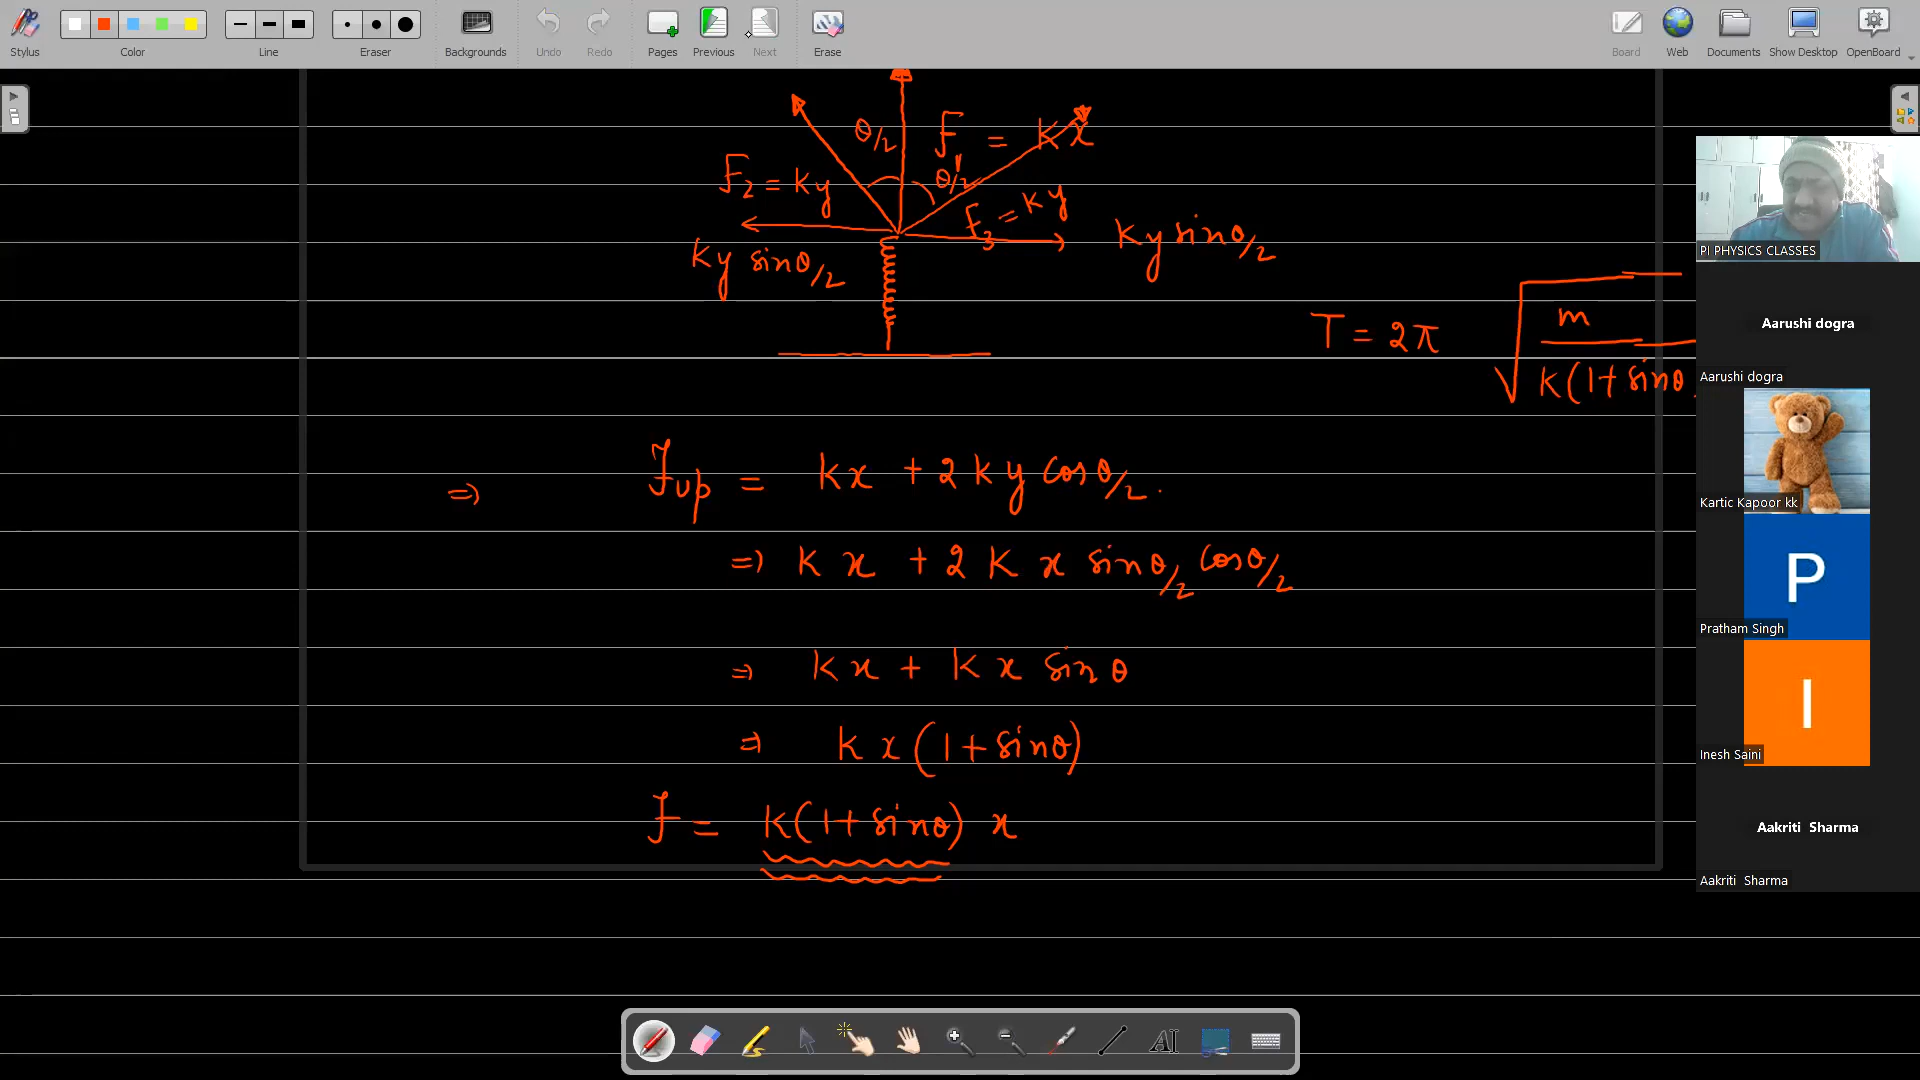 Stylus
Color
Line
Eraser
Backgrounds
Undo
Redo
Pages
Previous
Next
Erase
Board
Web
Documents
Show Desktop
OpenBoard
θ/2
F₁ = kx
θ/2
F₂ = ky
F₃ = ky
ky sinθ/2
ky sinθ/2
T = 2π √ m / k(1+sinθ
⇒ Fup = kx + 2ky cosθ/2.
⇒ kx + 2kx sinθ/2 cosθ/2
⇒ kx + kx sinθ
⇒ kx(1+sinθ)
F = k(1+sinθ) x
PI PHYSICS CLASSES
Aarushi dogra
Aarushi dogra
Kartic Kapoor kk
P
Pratham Singh
I
Inesh Saini
Aakriti Sharma
Aakriti Sharma
AI